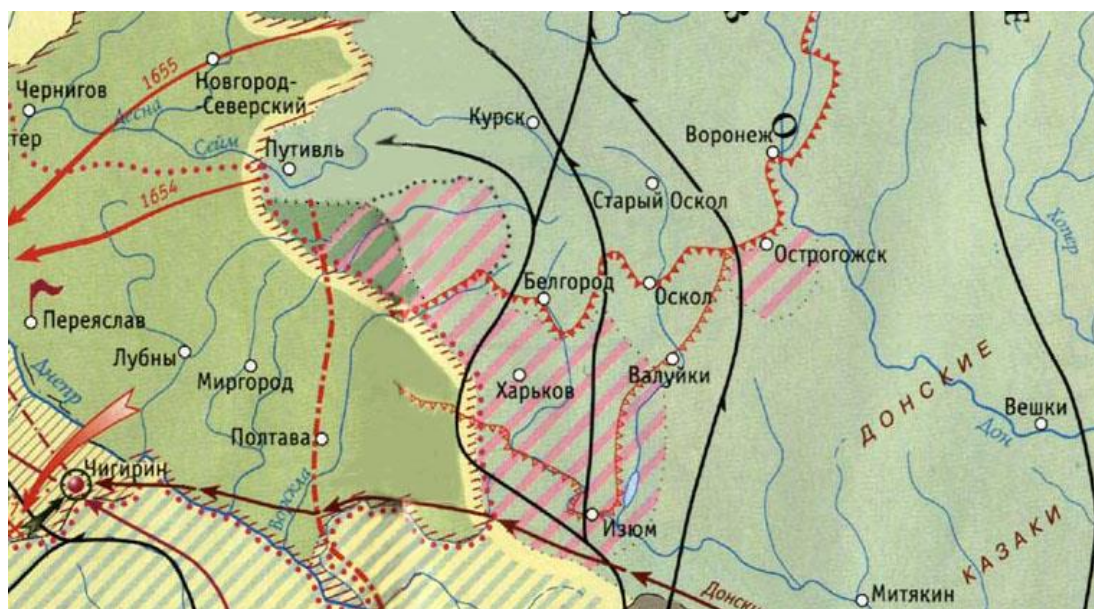 Е
В
1655
Чернигов
Новгород-
Северский
Десна
тер
Сейм
Курск
Воронеж
О
Путивль
1654
Старый Оскол
Хопер
Острогожск
Белгород
Оскол
Переяслав
Лубны
Миргород
Днепр
Харьков
Валуйки
ДОНСКИЕ
Вешки
Дон
Полтава
Чигирин
Ворскла
Изюм
КАЗАКИ
Митякин
Донски